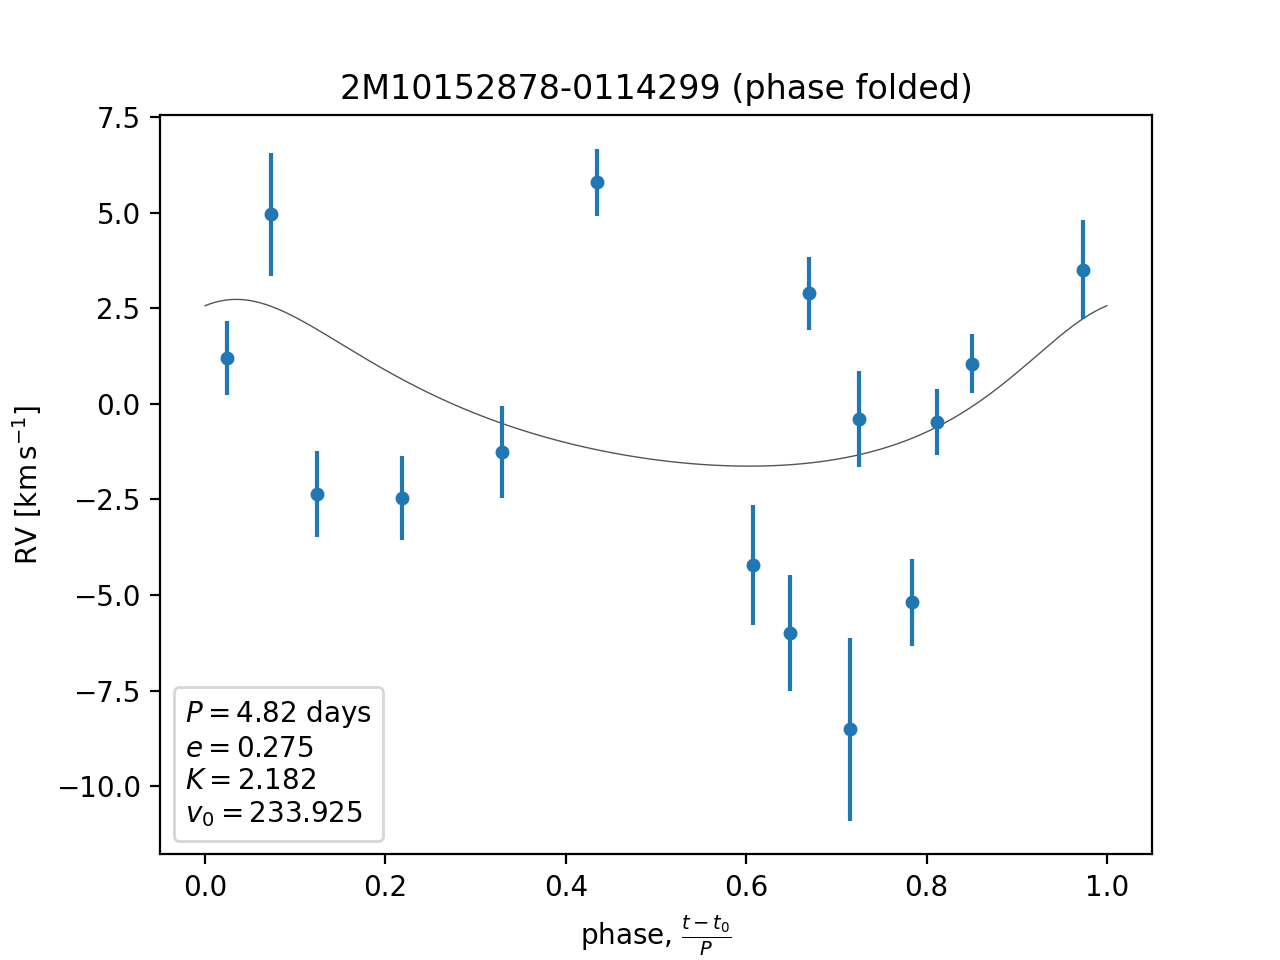 2M10152878-0114299 (phase folded)
7.5
5.0
2.5
0.0
−2.5
−5.0
−7.5
−10.0
RV [km s⁻¹]
P = 4.82 days
e = 0.275
K = 2.182
v₀ = 233.925
0.0 0.2 0.4 0.6 0.8 1.0
phase, (t − t₀)/P